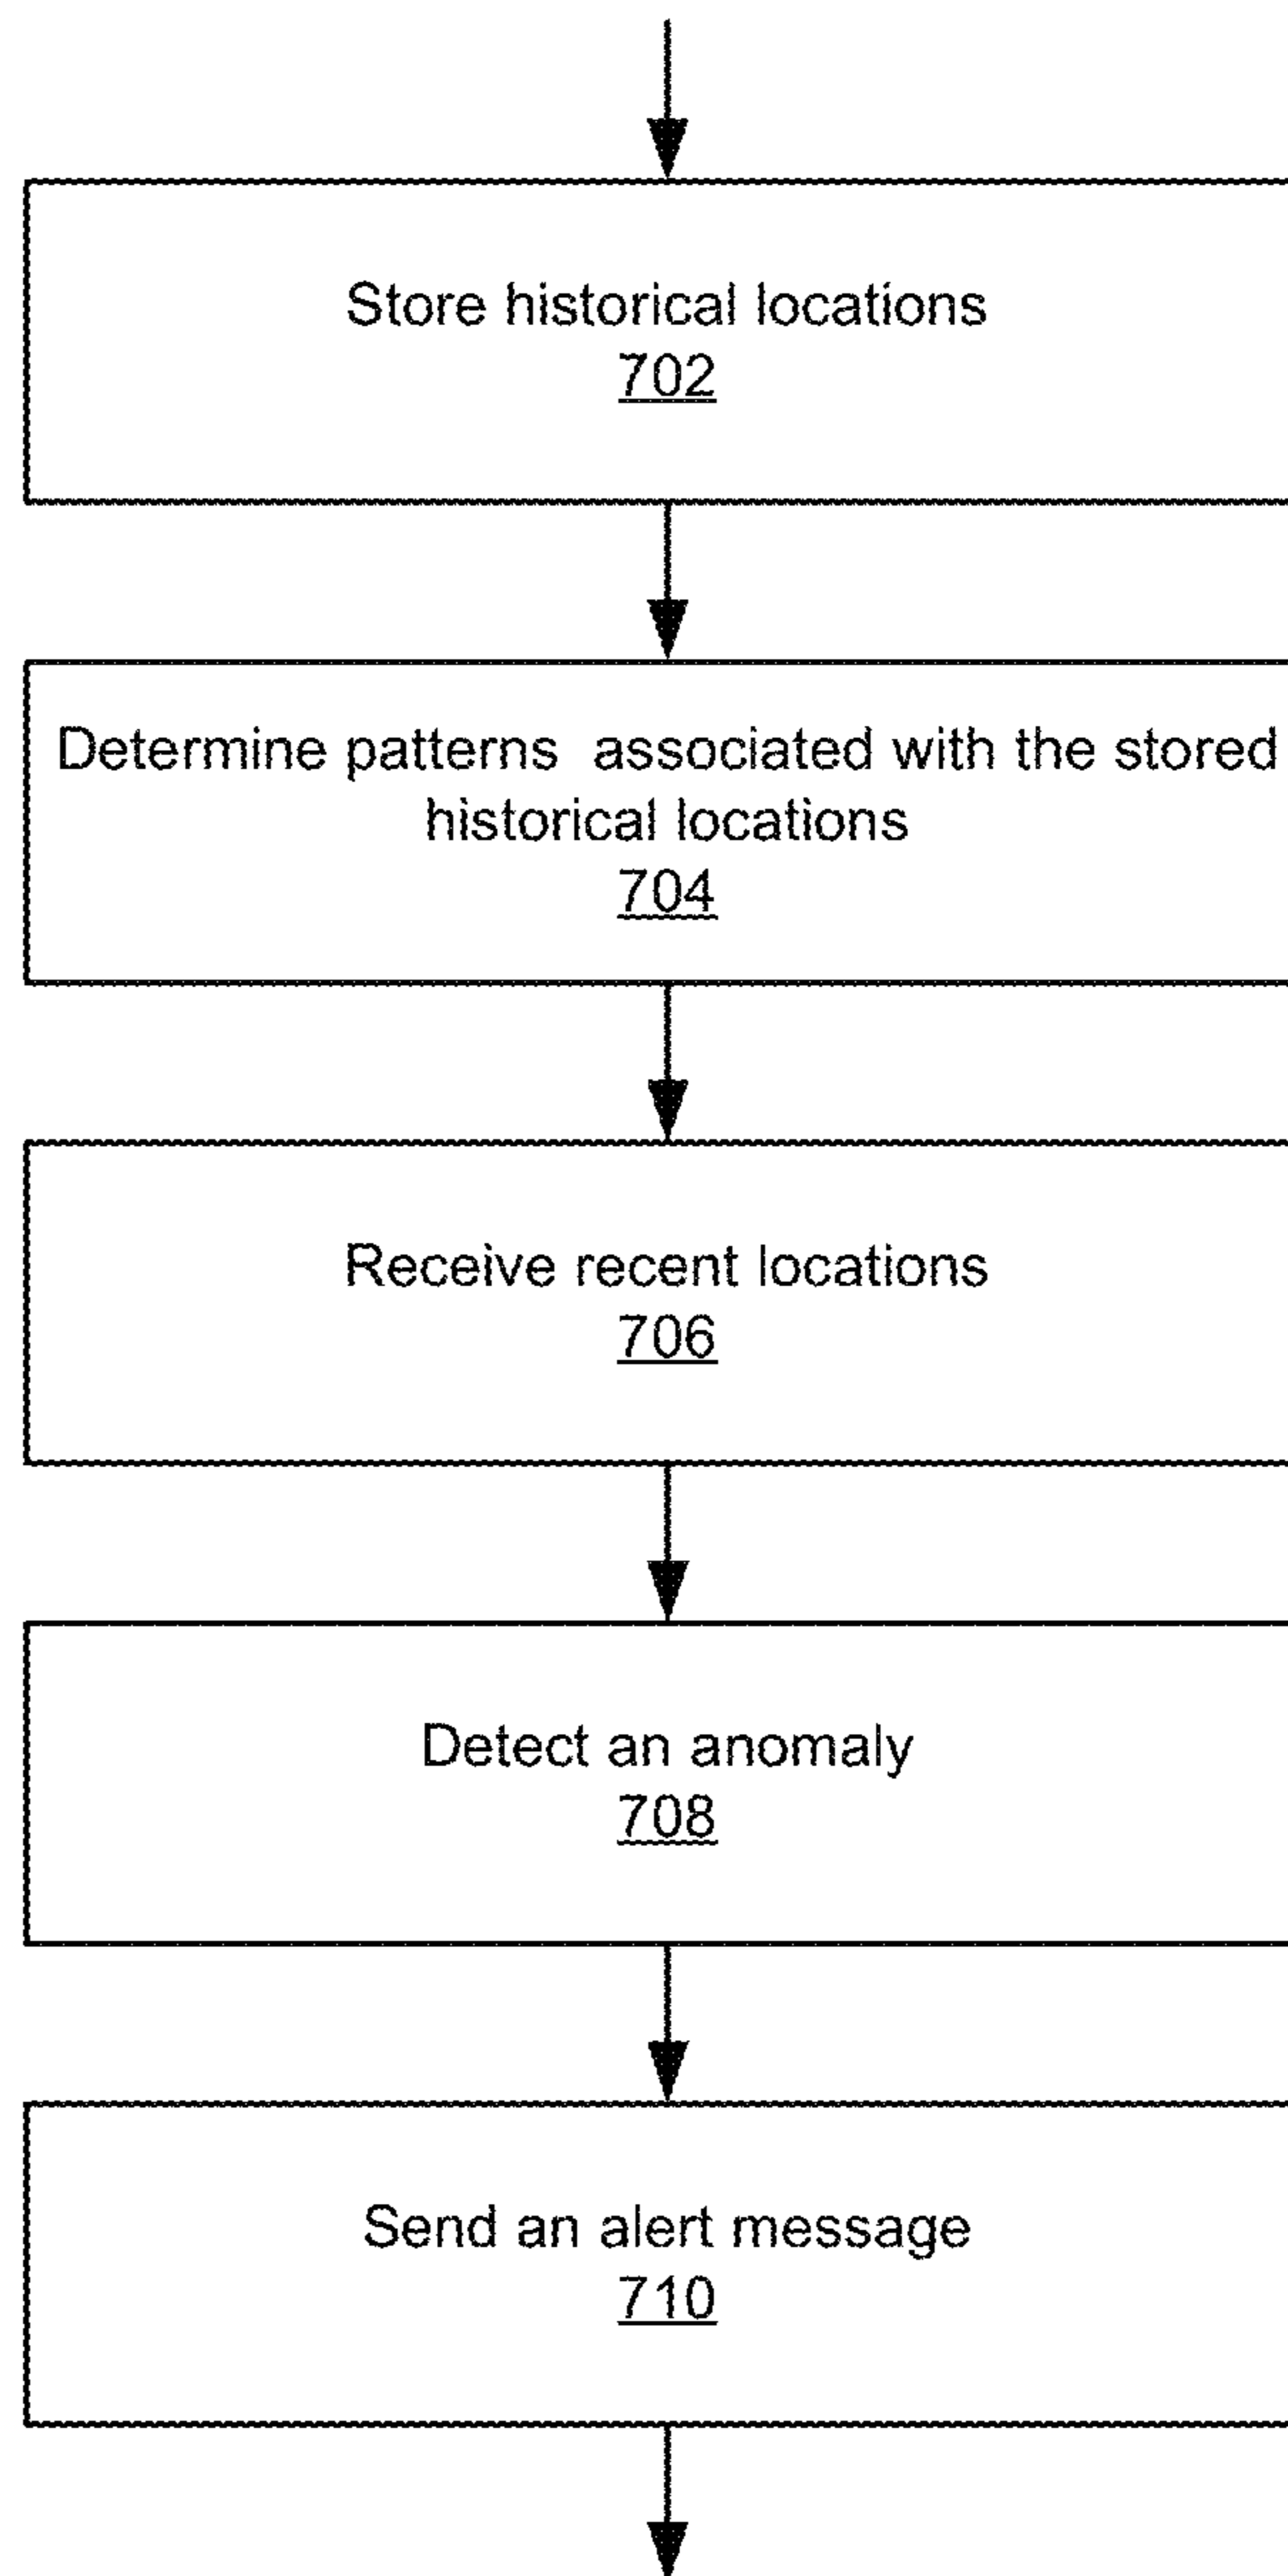 Store historical locations
702
Determine patterns  associated with the stored
historical locations
704
Receive recent locations
706
Detect an anomaly
708
Send an alert message
710